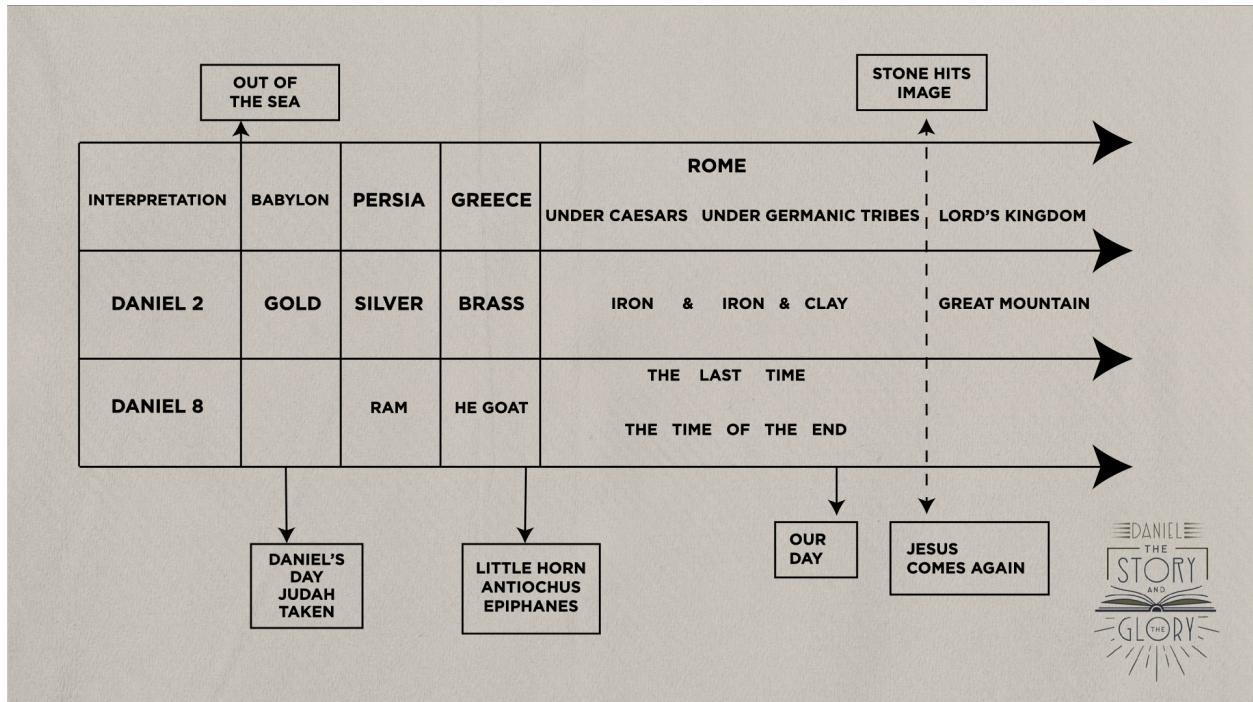 OUT OF
THE SEA
STONE HITS
IMAGE
ROME
INTERPRETATION BABYLON PERSIA GREECE
UNDER CAESARS UNDER GERMANIC TRIBES LORD'S KINGDOM
DANIEL 2 GOLD SILVER BRASS IRON & IRON & CLAY GREAT MOUNTAIN
THE LAST TIME
DANIEL 8 RAM HE GOAT
THE TIME OF THE END
DANIEL'S
DAY
JUDAH
TAKEN
LITTLE HORN
ANTIOCHUS
EPIPHANES
OUR
DAY
JESUS
COMES AGAIN
DANIEL
THE
STORY
AND
THE
GLORY